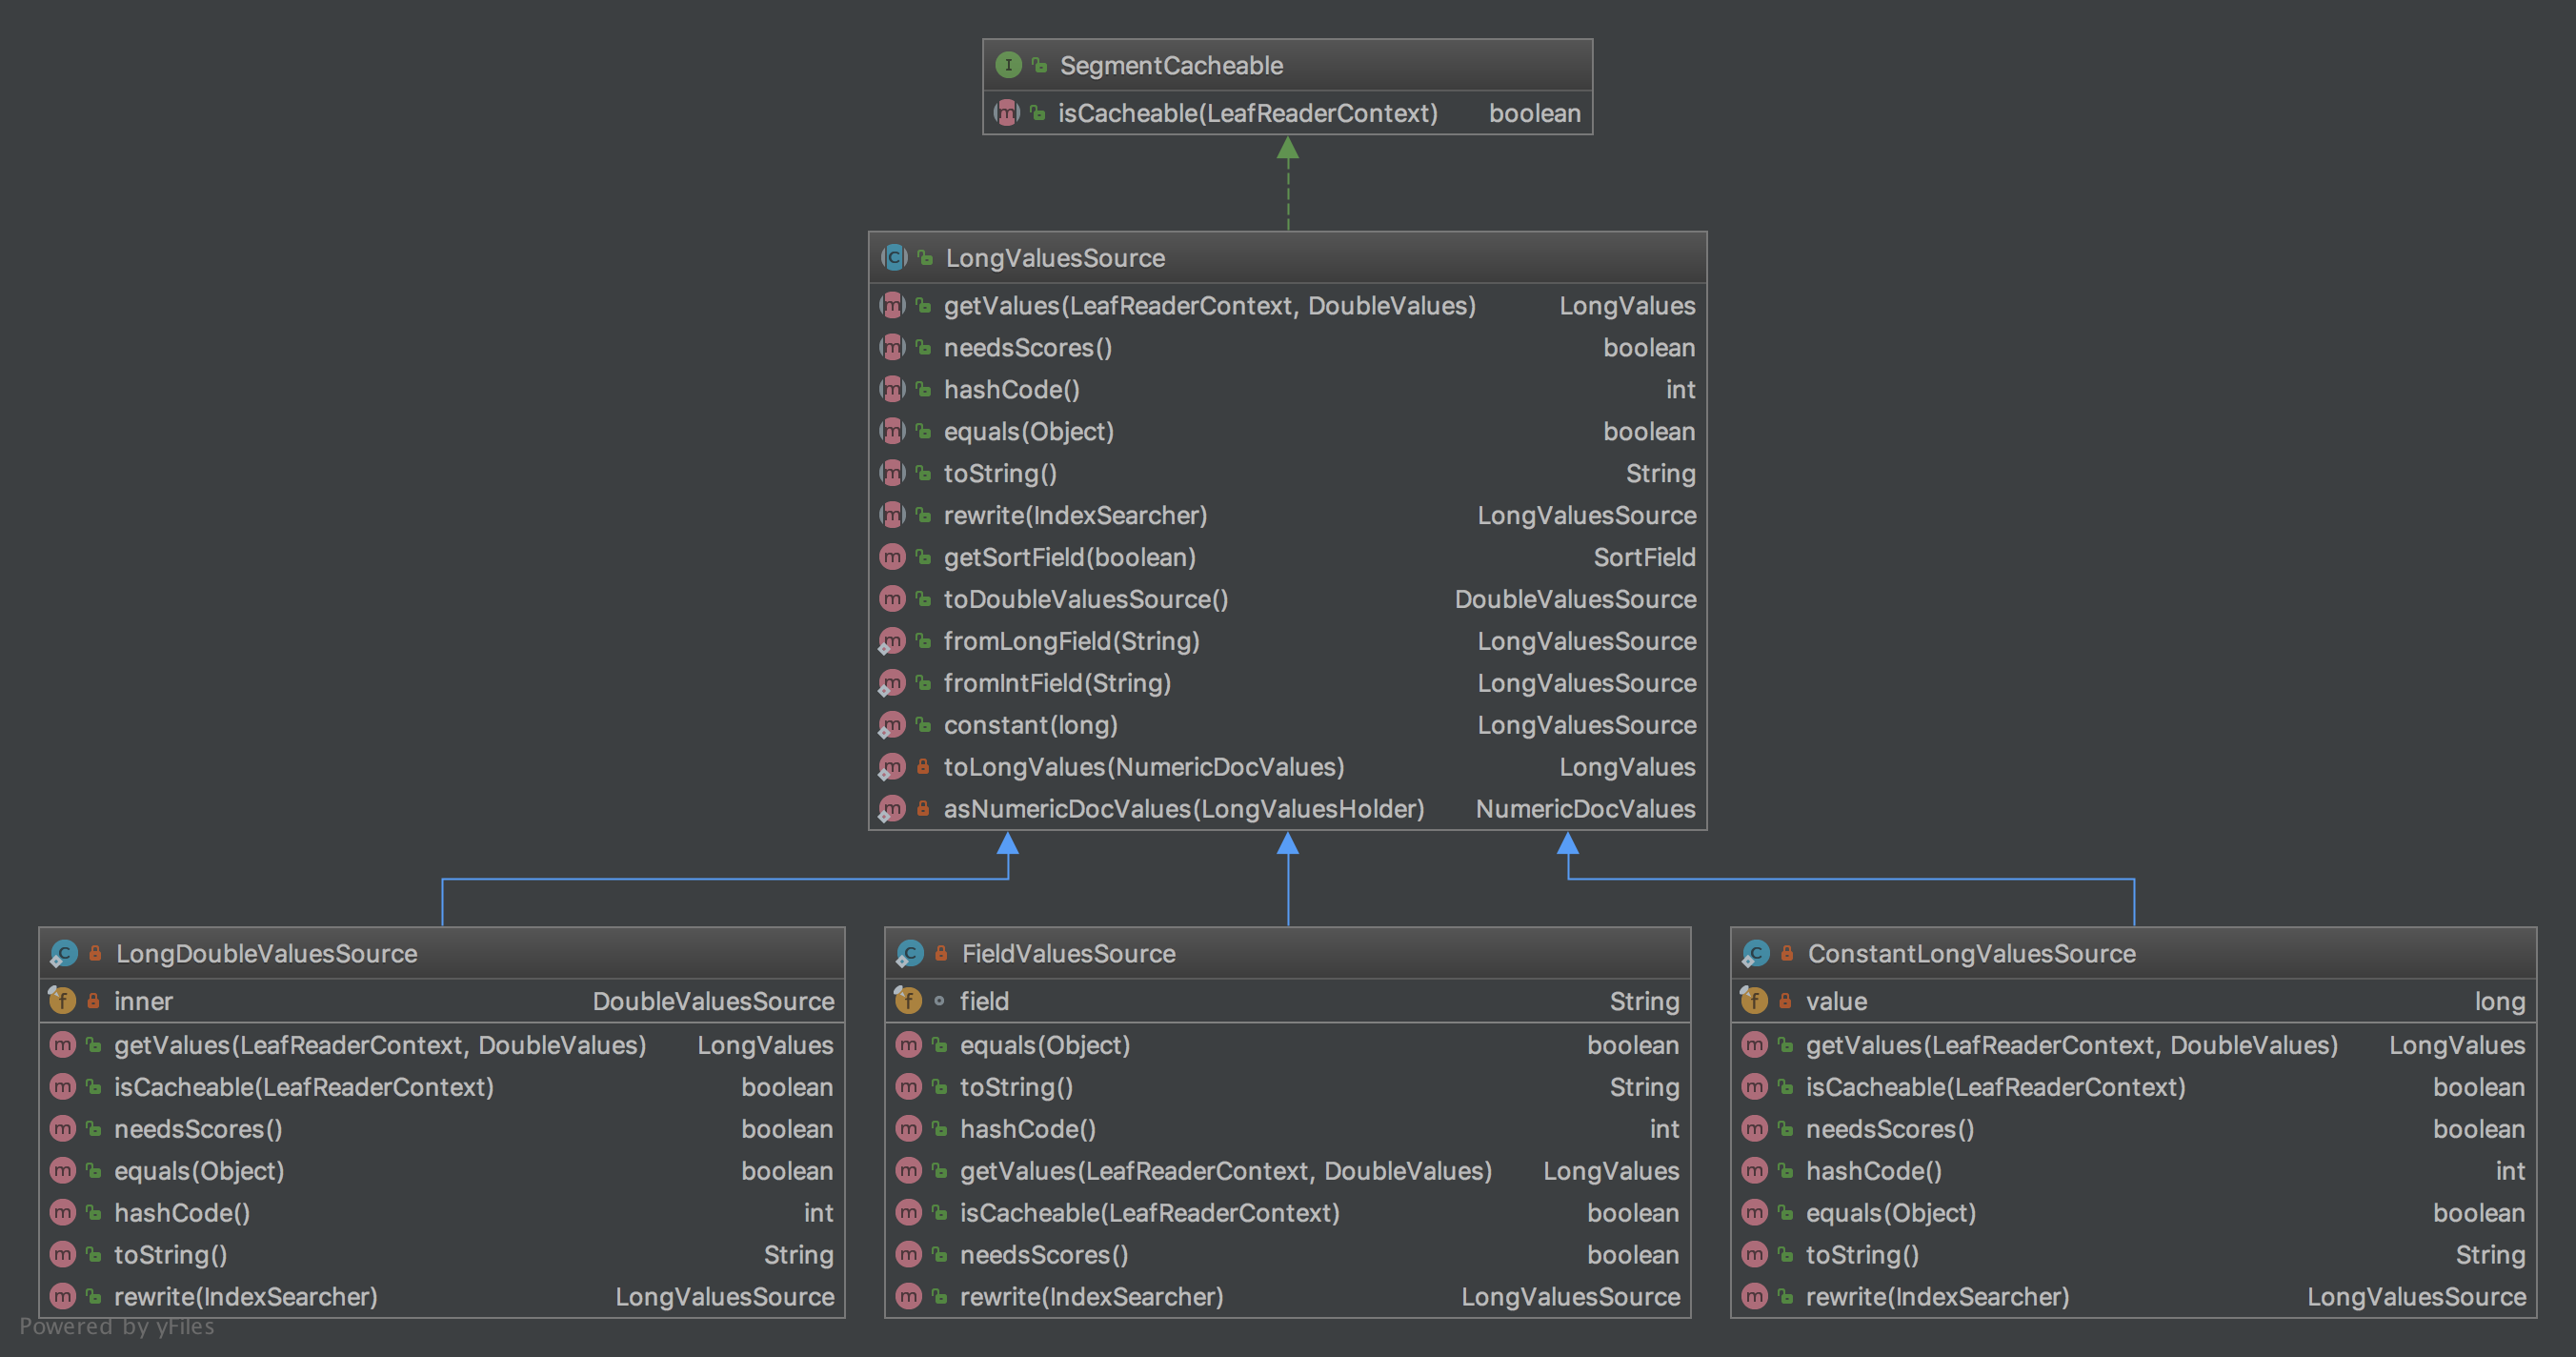 SegmentCacheable
isCacheable(LeafReaderContext) boolean
LongValuesSource
getValues(LeafReaderContext, DoubleValues) LongValues
needsScores() boolean
hashCode() int
equals(Object) boolean
toString() String
rewrite(IndexSearcher) LongValuesSource
getSortField(boolean) SortField
toDoubleValuesSource() DoubleValuesSource
fromLongField(String) LongValuesSource
fromIntField(String) LongValuesSource
constant(long) LongValuesSource
toLongValues(NumericDocValues) LongValues
asNumericDocValues(LongValuesHolder) NumericDocValues
LongDoubleValuesSource
inner DoubleValuesSource
getValues(LeafReaderContext, DoubleValues) LongValues
isCacheable(LeafReaderContext) boolean
needsScores() boolean
equals(Object) boolean
hashCode() int
toString() String
rewrite(IndexSearcher) LongValuesSource
FieldValuesSource
field String
equals(Object) boolean
toString() String
hashCode() int
getValues(LeafReaderContext, DoubleValues) LongValues
isCacheable(LeafReaderContext) boolean
needsScores() boolean
rewrite(IndexSearcher) LongValuesSource
ConstantLongValuesSource
value long
getValues(LeafReaderContext, DoubleValues) LongValues
isCacheable(LeafReaderContext) boolean
needsScores() boolean
hashCode() int
equals(Object) boolean
toString() String
rewrite(IndexSearcher) LongValuesSource
Powered by yFiles